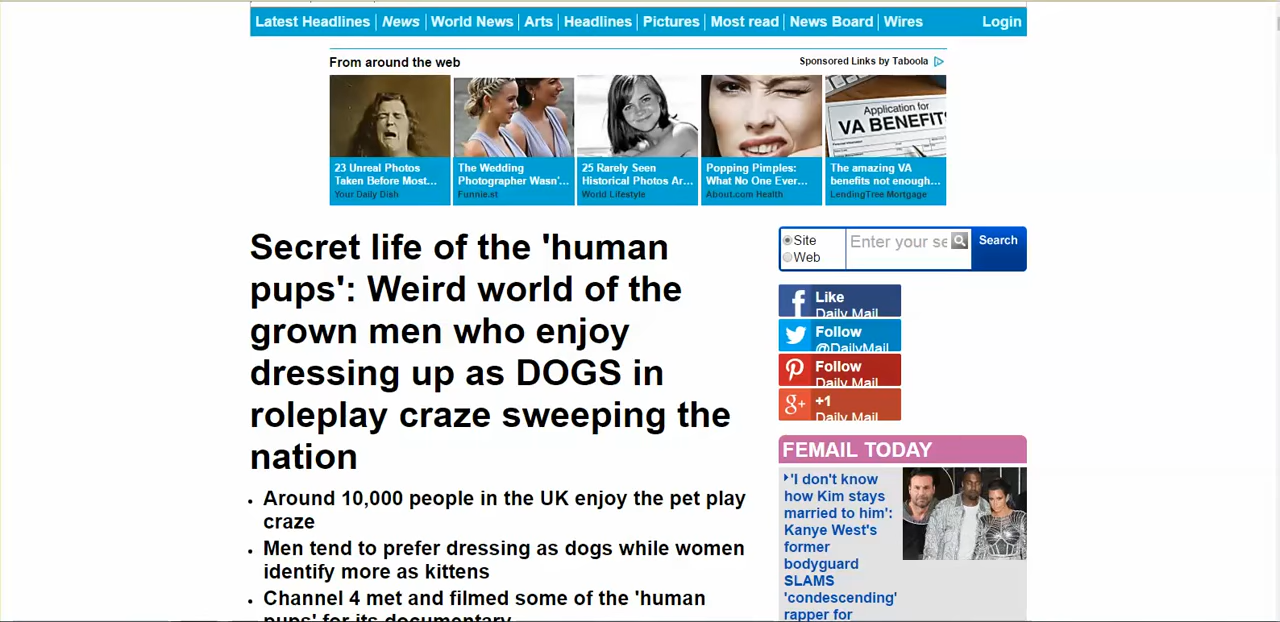 Latest Headlines | News | World News | Arts | Headlines | Pictures | Most read | News Board | Wires Login
From around the web Sponsored Links by Taboola
23 Unreal Photos
Taken Before Most...
Your Daily Dish
The Wedding
Photographer Wasn'...
Funnie.st
25 Rarely Seen
Historical Photos Ar...
World Lifestyle
Popping Pimples:
What No One Ever...
About.com Health
Application for
VA BENEFIT
The amazing VA
benefits not enough...
LendingTree Mortgage
Secret life of the 'human
pups': Weird world of the
grown men who enjoy
dressing up as DOGS in
roleplay craze sweeping the
nation
• Around 10,000 people in the UK enjoy the pet play
craze
• Men tend to prefer dressing as dogs while women
identify more as kittens
• Channel 4 met and filmed some of the 'human
pups' for its documentary
Site
Web
Enter your se
Search
Like
Daily Mail
Follow
@DailyMail
Follow
Daily Mail
+1
Daily Mail
FEMAIL TODAY
'I don't know
how Kim stays
married to him':
Kanye West's
former
bodyguard
SLAMS
'condescending'
rapper for